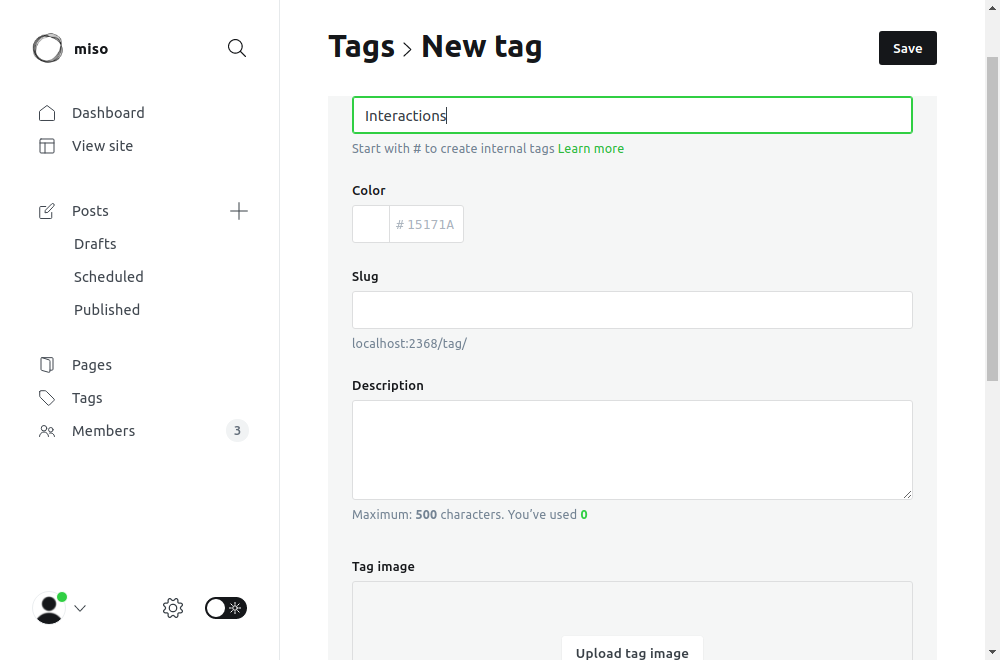 miso
Dashboard
View site
Posts
Drafts
Scheduled
Published
Pages
Tags
Members 3
Tags > New tag
Save
Interactions
Start with # to create internal tags Learn more
Color
# 15171A
Slug
localhost:2368/tag/
Description
Maximum: 500 characters. You’ve used 0
Tag image
Upload tag image